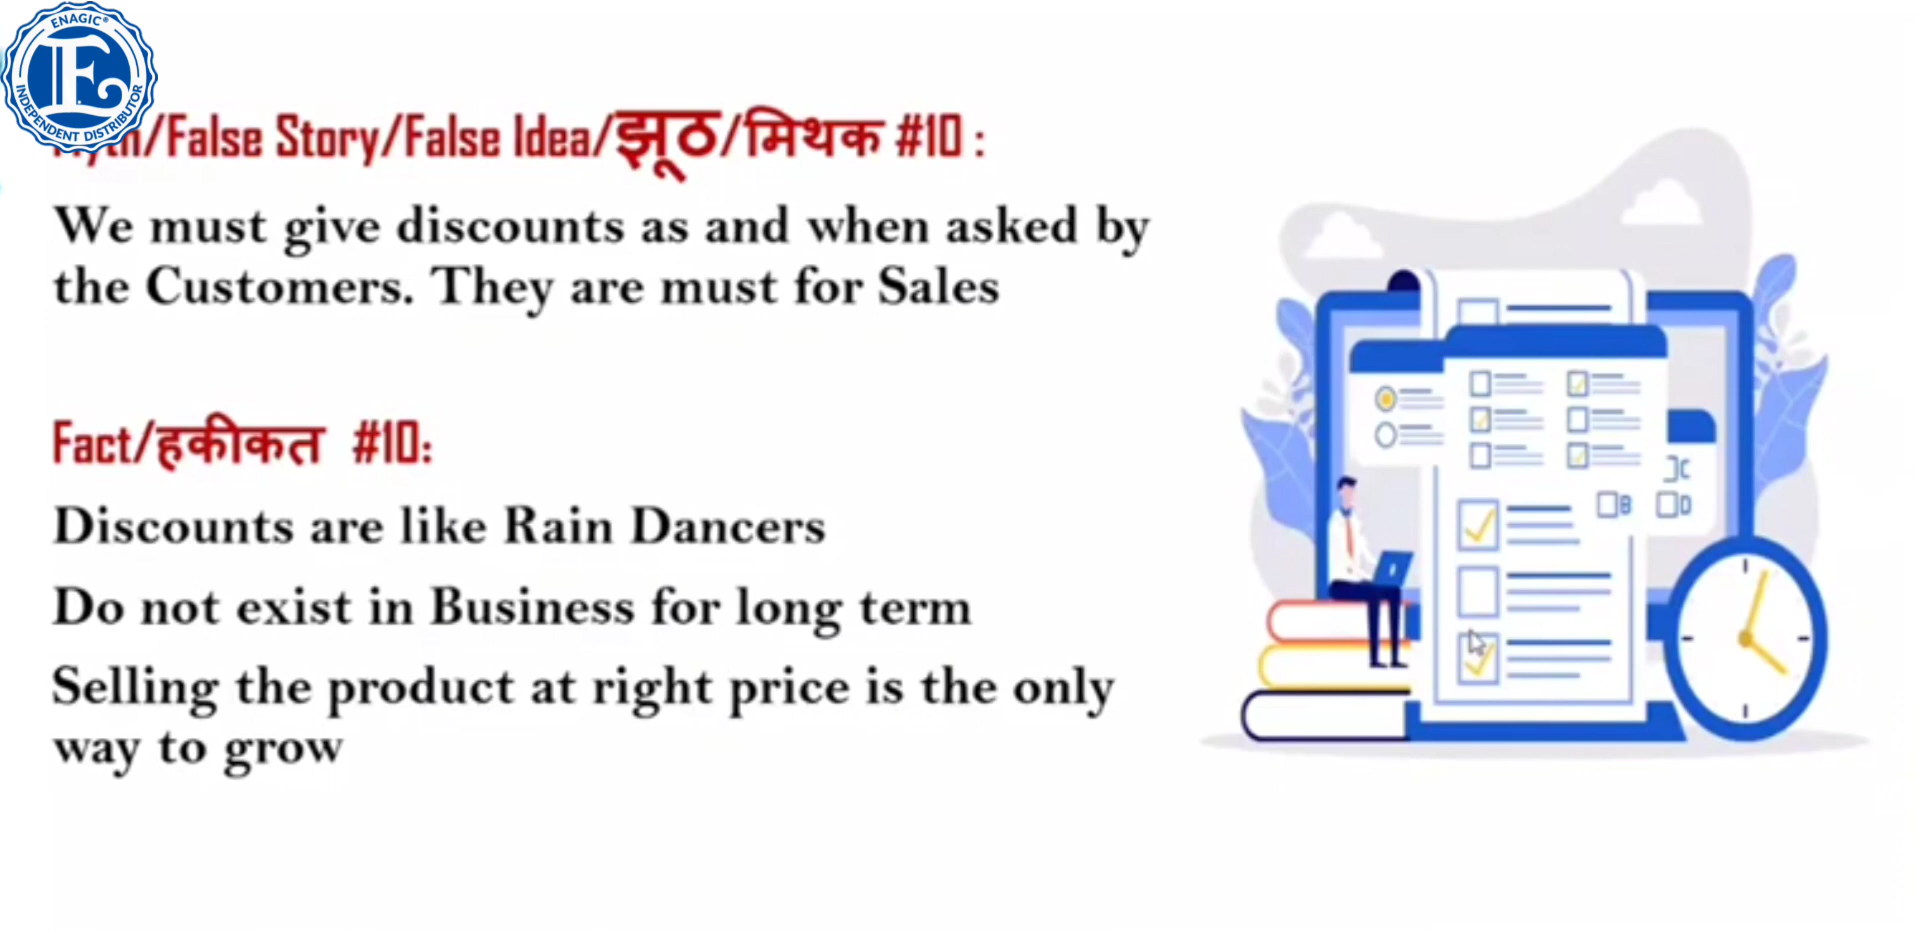 ENAGIC®
E
INDEPENDENT DISTRIBUTOR
/False Story/False Idea/झूठ/मिथक #10 :
We must give discounts as and when asked by
the Customers. They are must for Sales
Fact/हकीकत #10:
Discounts are like Rain Dancers
Do not exist in Business for long term
Selling the product at right price is the only
way to grow
C
B D